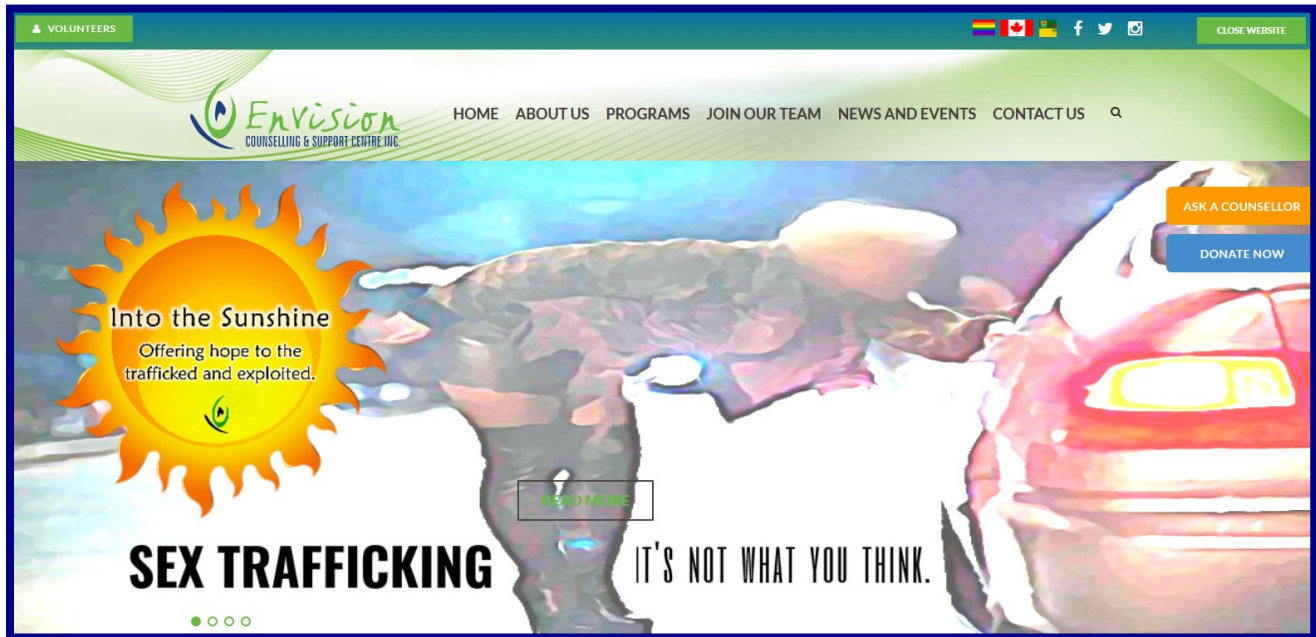 VOLUNTEERS
CLOSE WEBSITE
Envision
COUNSELLING & SUPPORT CENTRE INC.
HOME ABOUT US PROGRAMS JOIN OUR TEAM NEWS AND EVENTS CONTACT US
ASK A COUNSELLOR
DONATE NOW
Into the Sunshine
Offering hope to the
trafficked and exploited.
READ MORE
SEX TRAFFICKING IT'S NOT WHAT YOU THINK.